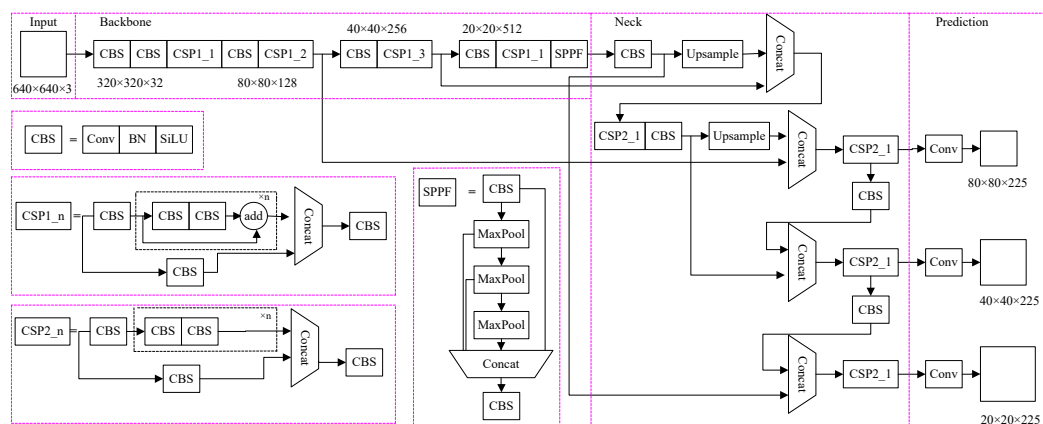 Input Backbone Neck Prediction
40×40×256 20×20×512
CBS CBS CSP1_1 CBS CSP1_2 CBS CSP1_3 CBS CSP1_1 SPPF CBS Upsample Concat
640×640×3 320×320×32 80×80×128
CBS = Conv BN SiLU
CSP2_1 CBS Upsample Concat CSP2_1 Conv
80×80×225
CBS
CSP1_n = CBS CBS CBS add ×n Concat CBS
CBS
SPPF = CBS
MaxPool
MaxPool
MaxPool
Concat
CBS
Concat CSP2_1 Conv
40×40×225
CBS
CSP2_n = CBS CBS CBS ×n Concat CBS
CBS
Concat CSP2_1 Conv
20×20×225